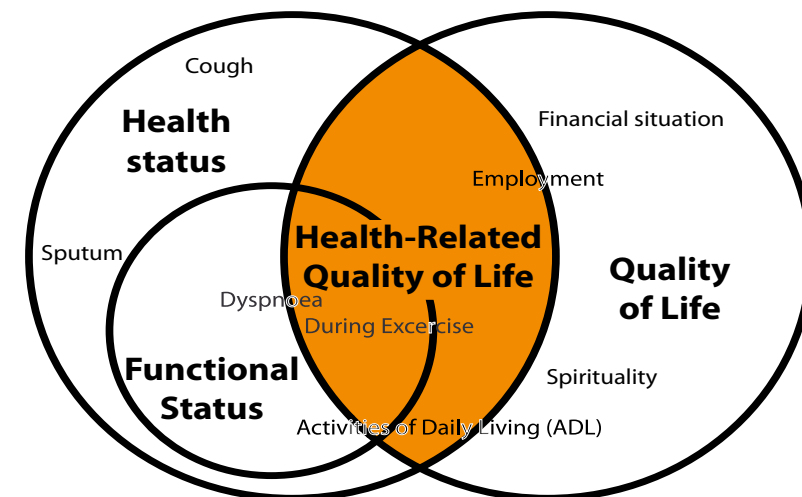 Cough
Health
status
Financial situation
Employment
Sputum
Health-Related
Quality of Life
Quality
of Life
Dyspnoea
During Excercise
Functional
Status
Spirituality
Activities of Daily Living (ADL)